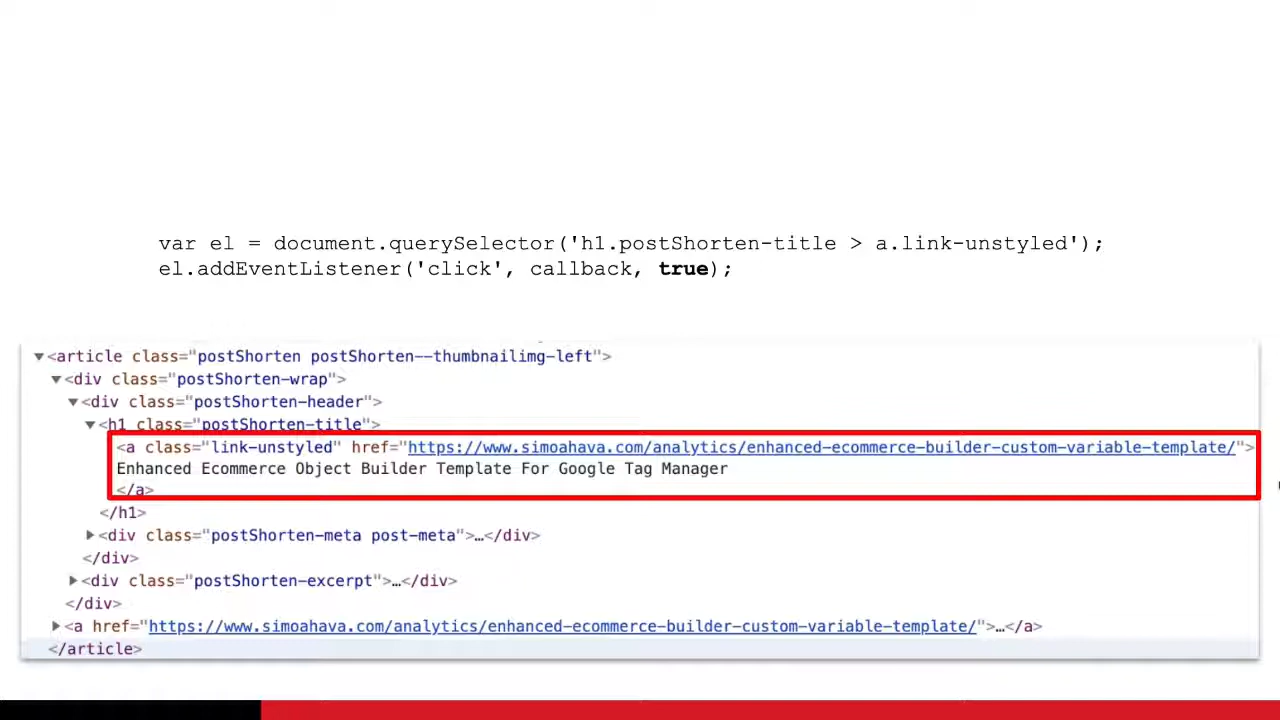 var el = document.querySelector('h1.postShorten-title > a.link-unstyled');
el.addEventListener('click', callback, true);
▼<article class="postShorten postShorten--thumbnailimg-left">
▼<div class="postShorten-wrap">
▼<div class="postShorten-header">
▼<h1 class="postShorten-title">
<a class="link-unstyled" href="https://www.simoahava.com/analytics/enhanced-ecommerce-builder-custom-variable-template/">
Enhanced Ecommerce Object Builder Template For Google Tag Manager
</a>
</h1>
▶<div class="postShorten-meta post-meta">…</div>
</div>
▶<div class="postShorten-excerpt">…</div>
</div>
▶<a href="https://www.simoahava.com/analytics/enhanced-ecommerce-builder-custom-variable-template/">…</a>
</article>